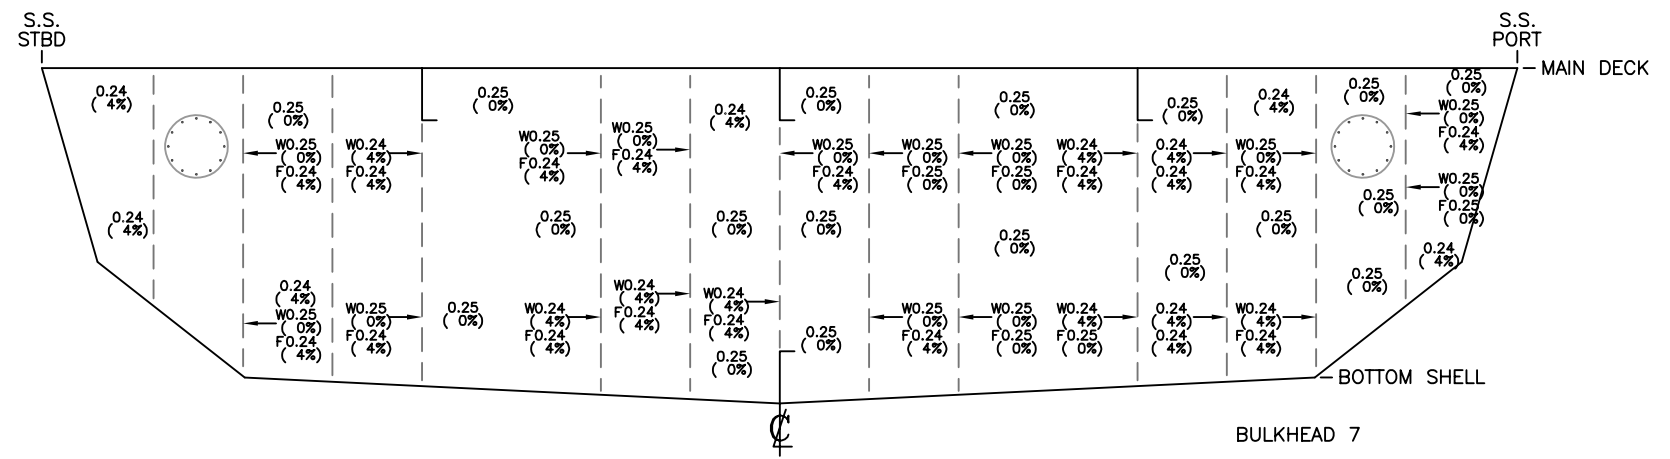 S.S.
STBD
S.S.
PORT
MAIN DECK
0.24
( 4%)
0.25
( 0%)
0.25
( 0%)
0.24
( 4%)
0.25
( 0%)
0.25
( 0%)
0.25
( 0%)
0.24
( 4%)
0.25
( 0%)
0.25
( 0%)
W0.25
( 0%)
F0.24
( 4%)
W0.25
( 0%)
F0.24
( 4%)
W0.24
( 4%)
F0.24
( 4%)
W0.25
( 0%)
F0.24
( 4%)
W0.25
( 0%)
F0.24
( 4%)
W0.25
( 0%)
F0.24
( 4%)
W0.25
( 0%)
F0.25
( 0%)
W0.25
( 0%)
F0.25
( 0%)
W0.24
( 4%)
F0.24
( 4%)
0.24
( 4%)
0.24
( 4%)
W0.25
( 0%)
F0.24
( 4%)
W0.25
( 0%)
F0.25
( 0%)
0.24
( 4%)
0.25
( 0%)
0.25
( 0%)
0.25
( 0%)
0.25
( 0%)
0.25
( 0%)
0.25
( 0%)
0.24
( 4%)
0.25
( 0%)
0.25
( 0%)
0.24
( 4%)
W0.25
( 0%)
F0.24
( 4%)
W0.25
( 0%)
F0.24
( 4%)
0.25
( 0%)
W0.24
( 4%)
F0.24
( 4%)
W0.24
( 4%)
F0.24
( 4%)
W0.24
( 4%)
F0.24
( 4%)
0.25
( 0%)
0.25
( 0%)
W0.25
( 0%)
F0.24
( 4%)
W0.25
( 0%)
F0.25
( 0%)
W0.24
( 4%)
F0.25
( 0%)
0.24
( 4%)
0.24
( 4%)
W0.24
( 4%)
F0.24
( 4%)
BOTTOM SHELL
℄
BULKHEAD 7